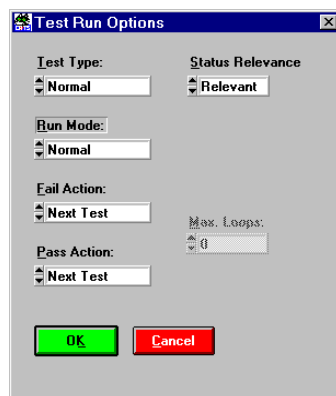 CRTS Test Run Options
Test Type: Status Relevance
Normal Relevant
Run Mode:
Normal
Fail Action:
Next Test
Max. Loops:
0
Pass Action:
Next Test
OK Cancel